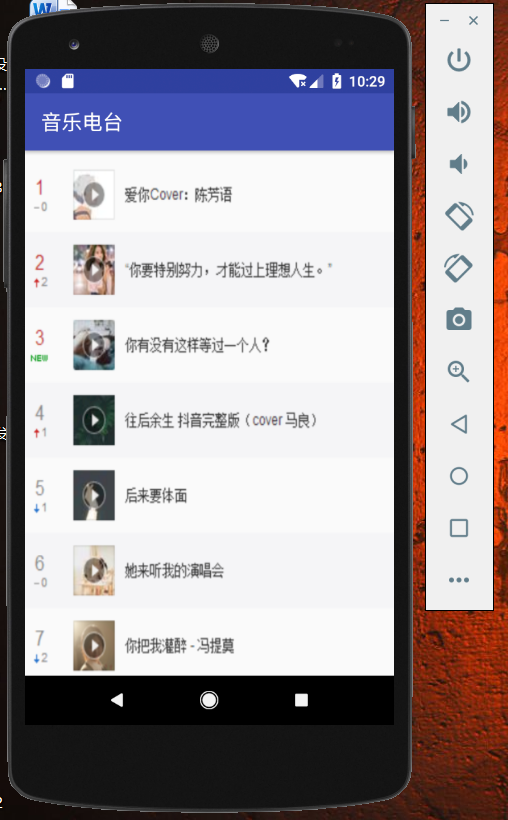 10:29
音乐电台
1
–0
爱你Cover：陈芳语
2
2
“你要特别努力，才能过上理想人生。”
3
NEW
你有没有这样等过一个人？
4
1
往后余生 抖音完整版（cover 马良）
5
1
后来要体面
6
–0
她来听我的演唱会
7
2
你把我灌醉 - 冯提莫